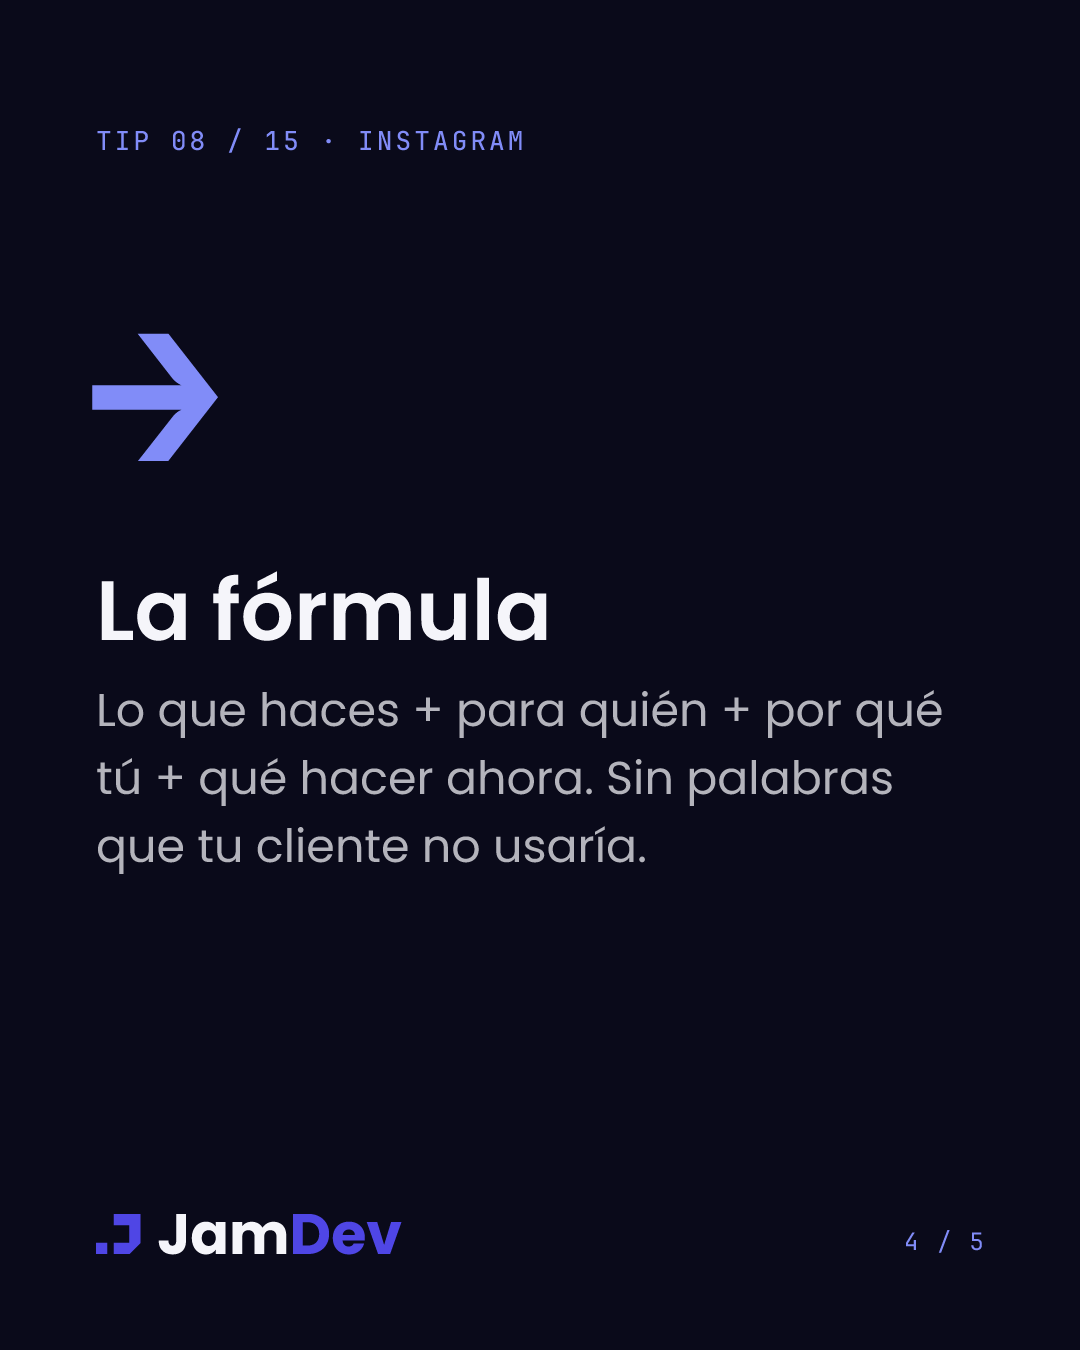 TIP 08 / 15 · INSTAGRAM
→
La fórmula
Lo que haces + para quién + por qué
tú + qué hacer ahora. Sin palabras
que tu cliente no usaría.
JamDev
4 / 5